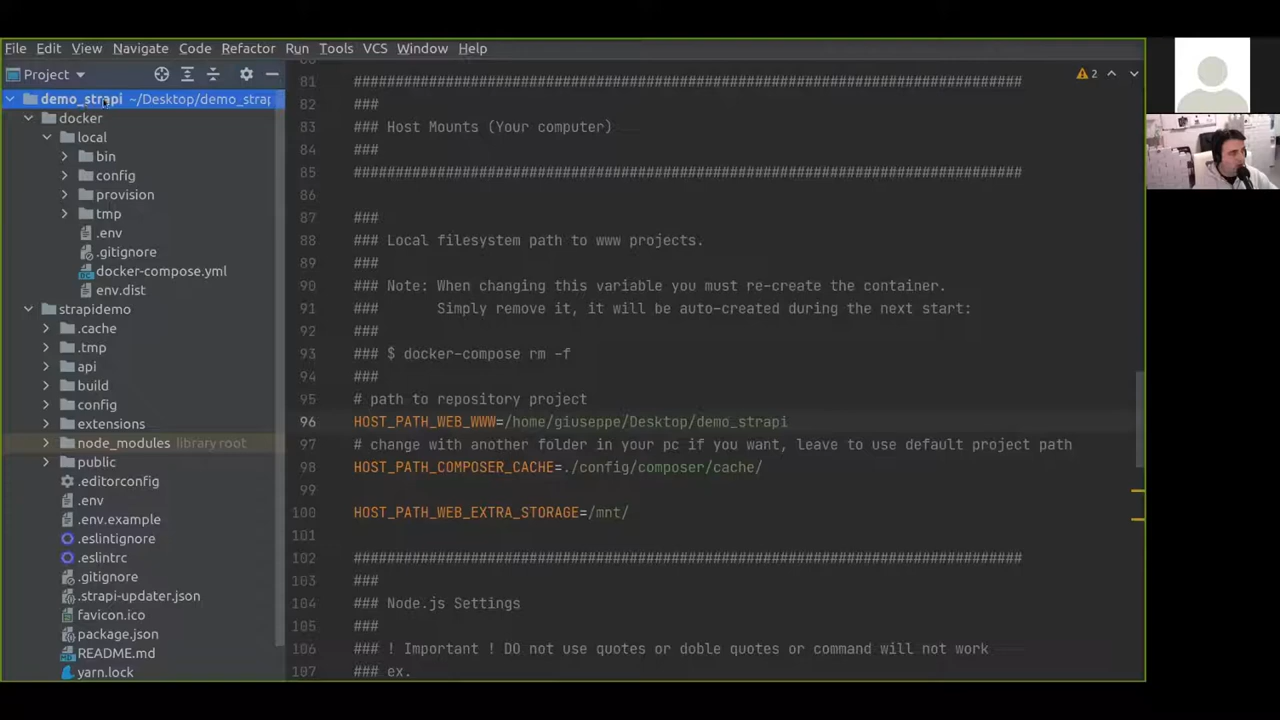 File Edit View Navigate Code Refactor Run Tools VCS Window Help
Project
demo_strapi ~/Desktop/demo_strap
docker
local
bin
config
provision
tmp
.env
.gitignore
docker-compose.yml
env.dist
strapidemo
.cache
.tmp
api
build
config
extensions
node_modules library root
public
.editorconfig
.env
.env.example
.eslintignore
.eslintrc
.gitignore
.strapi-updater.json
favicon.ico
package.json
README.md
yarn.lock
2
81 ################################################################################
82 ###
83 ### Host Mounts (Your computer)
84 ###
85 ################################################################################
86
87 ###
88 ### Local filesystem path to www projects.
89 ###
90 ### Note: When changing this variable you must re-create the container.
91 ###       Simply remove it, it will be auto-created during the next start:
92 ###
93 ### $ docker-compose rm -f
94 ###
95 # path to repository project
96 HOST_PATH_WEB_WWW=/home/giuseppe/Desktop/demo_strapi
97 # change with another folder in your pc if you want, leave to use default project path
98 HOST_PATH_COMPOSER_CACHE=./config/composer/cache/
99
100 HOST_PATH_WEB_EXTRA_STORAGE=/mnt/
101
102 ################################################################################
103 ###
104 ### Node.js Settings
105 ###
106 ### ! Important ! DO not use quotes or doble quotes or command will not work
107 ### ex.